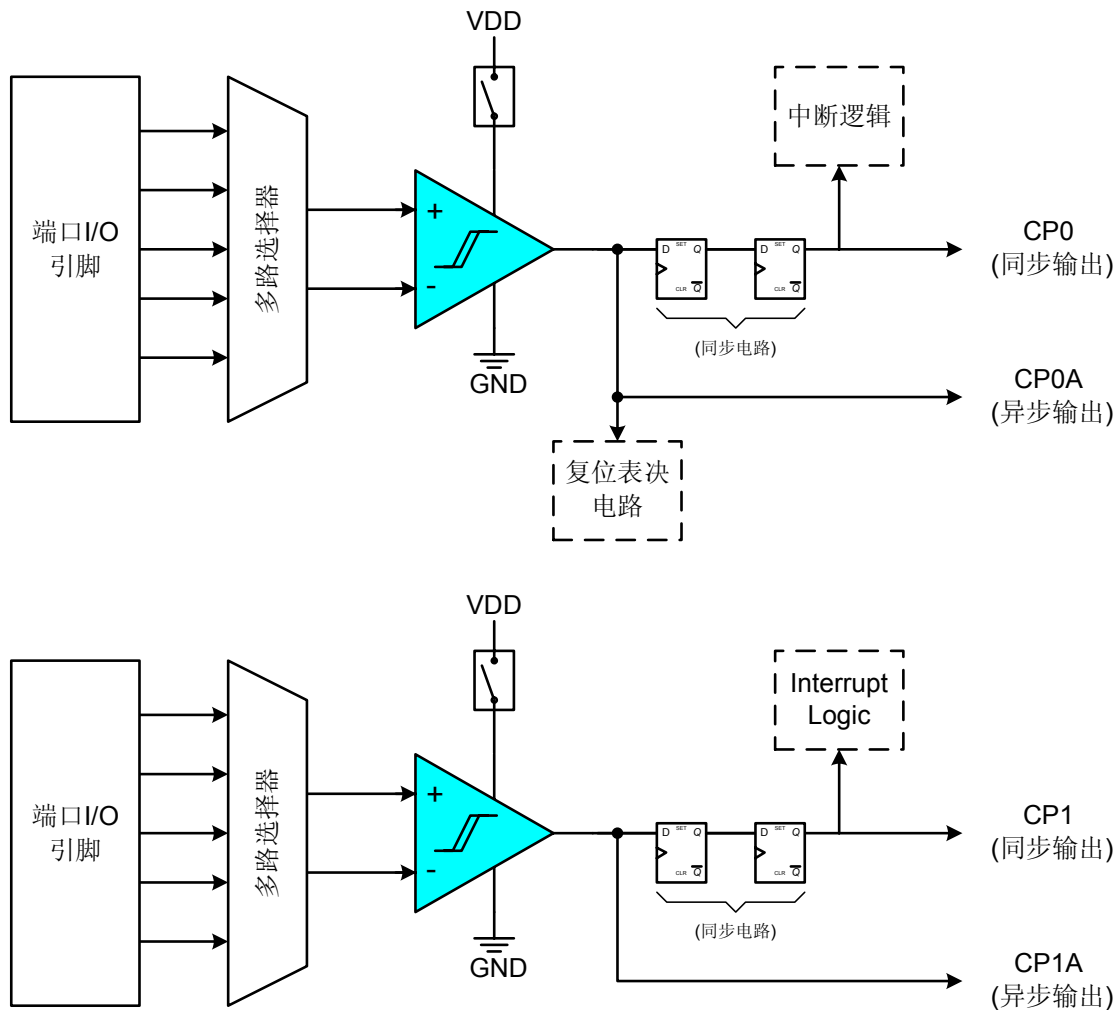 VDD
中断逻辑
端口I/O
引脚
多路选择器
+
-
D SET Q
CLR Q
D SET Q
CLR Q
CP0
(同步输出)
(同步电路)
GND
CP0A
(异步输出)
复位表决
电路
VDD
Interrupt
Logic
端口I/O
引脚
多路选择器
+
-
D SET Q
CLR Q
D SET Q
CLR Q
CP1
(同步输出)
(同步电路)
GND
CP1A
(异步输出)